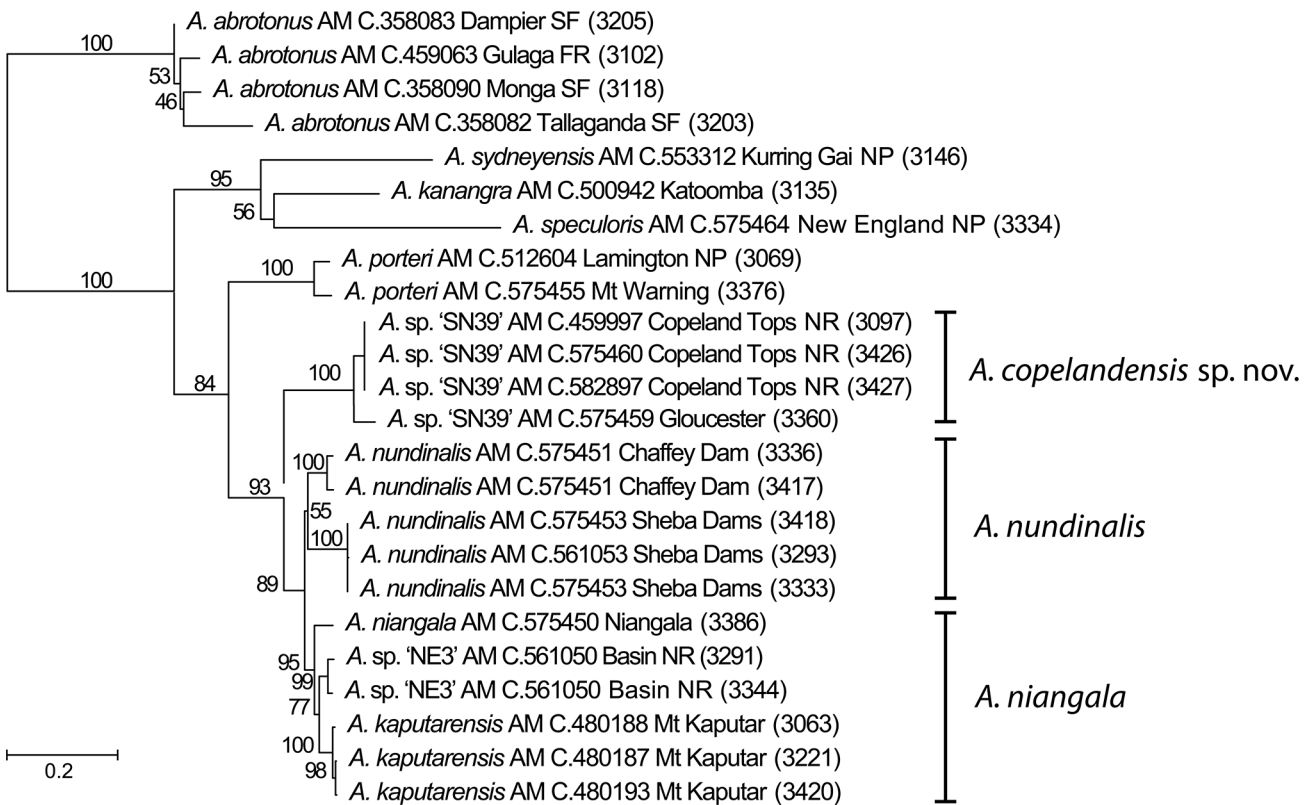 A. abrotonus AM C.358083 Dampier SF (3205)
100
A. abrotonus AM C.459063 Gulaga FR (3102)
53
A. abrotonus AM C.358090 Monga SF (3118)
46
A. abrotonus AM C.358082 Tallaganda SF (3203)
A. sydneyensis AM C.553312 Kurring Gai NP (3146)
95
A. kanangra AM C.500942 Katoomba (3135)
56
A. speculoris AM C.575464 New England NP (3334)
A. porteri AM C.512604 Lamington NP (3069)
100
100
A. porteri AM C.575455 Mt Warning (3376)
A. sp. ‘SN39’ AM C.459997 Copeland Tops NR (3097)
A. sp. ‘SN39’ AM C.575460 Copeland Tops NR (3426)
100
A. copelandensis sp. nov.
84
A. sp. ‘SN39’ AM C.582897 Copeland Tops NR (3427)
A. sp. ‘SN39’ AM C.575459 Gloucester (3360)
A. nundinalis AM C.575451 Chaffey Dam (3336)
100
93
A. nundinalis AM C.575451 Chaffey Dam (3417)
55
A. nundinalis AM C.575453 Sheba Dams (3418)
A. nundinalis
100
A. nundinalis AM C.561053 Sheba Dams (3293)
89
A. nundinalis AM C.575453 Sheba Dams (3333)
A. niangala AM C.575450 Niangala (3386)
95
A. sp. ‘NE3’ AM C.561050 Basin NR (3291)
99
A. sp. ‘NE3’ AM C.561050 Basin NR (3344)
A. niangala
77
A. kaputarensis AM C.480188 Mt Kaputar (3063)
100
A. kaputarensis AM C.480187 Mt Kaputar (3221)
98
0.2
A. kaputarensis AM C.480193 Mt Kaputar (3420)